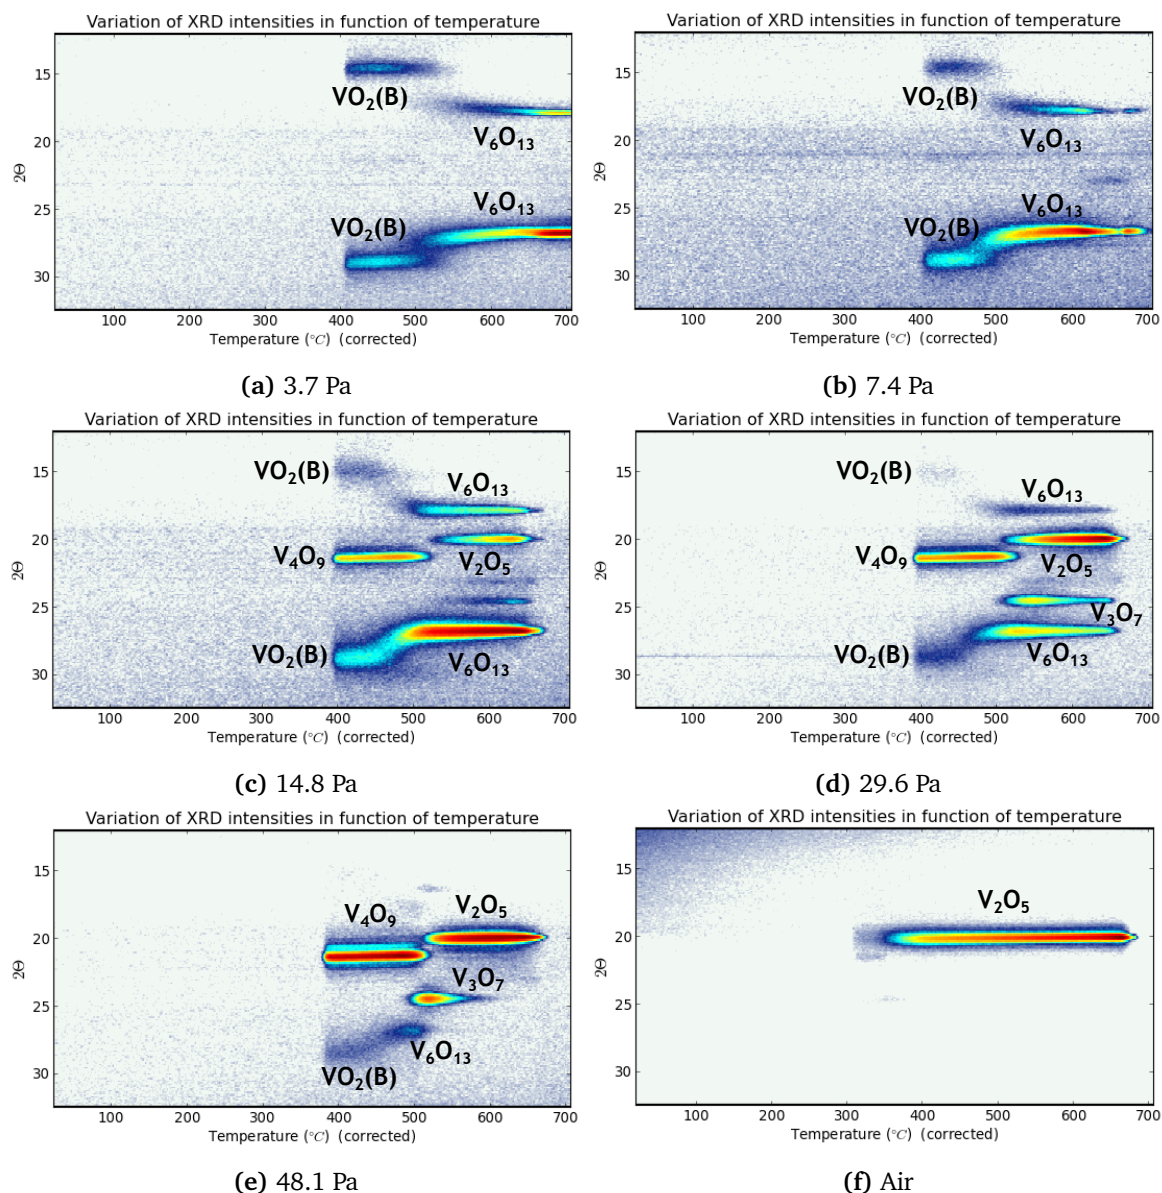 Variation of XRD intensities in function of temperature
2Θ
15
20
25
30
VO₂(B)
V₆O₁₃
V₆O₁₃
VO₂(B)
100 200 300 400 500 600 700
Temperature (°C) (corrected)
(a) 3.7 Pa
Variation of XRD intensities in function of temperature
2Θ
15
20
25
30
VO₂(B)
V₆O₁₃
V₆O₁₃
VO₂(B)
100 200 300 400 500 600 700
Temperature (°C) (corrected)
(b) 7.4 Pa
Variation of XRD intensities in function of temperature
2Θ
15
20
25
30
VO₂(B)
V₆O₁₃
V₄O₉
V₂O₅
VO₂(B)
V₆O₁₃
100 200 300 400 500 600 700
Temperature (°C) (corrected)
(c) 14.8 Pa
Variation of XRD intensities in function of temperature
2Θ
15
20
25
30
VO₂(B)
V₆O₁₃
V₄O₉
V₂O₅
V₃O₇
VO₂(B)
V₆O₁₃
100 200 300 400 500 600 700
Temperature (°C) (corrected)
(d) 29.6 Pa
Variation of XRD intensities in function of temperature
2Θ
15
20
25
30
V₄O₉
V₂O₅
V₃O₇
V₆O₁₃
VO₂(B)
100 200 300 400 500 600 700
Temperature (°C) (corrected)
(e) 48.1 Pa
Variation of XRD intensities in function of temperature
2Θ
15
20
25
30
V₂O₅
100 200 300 400 500 600 700
Temperature (°C) (corrected)
(f) Air